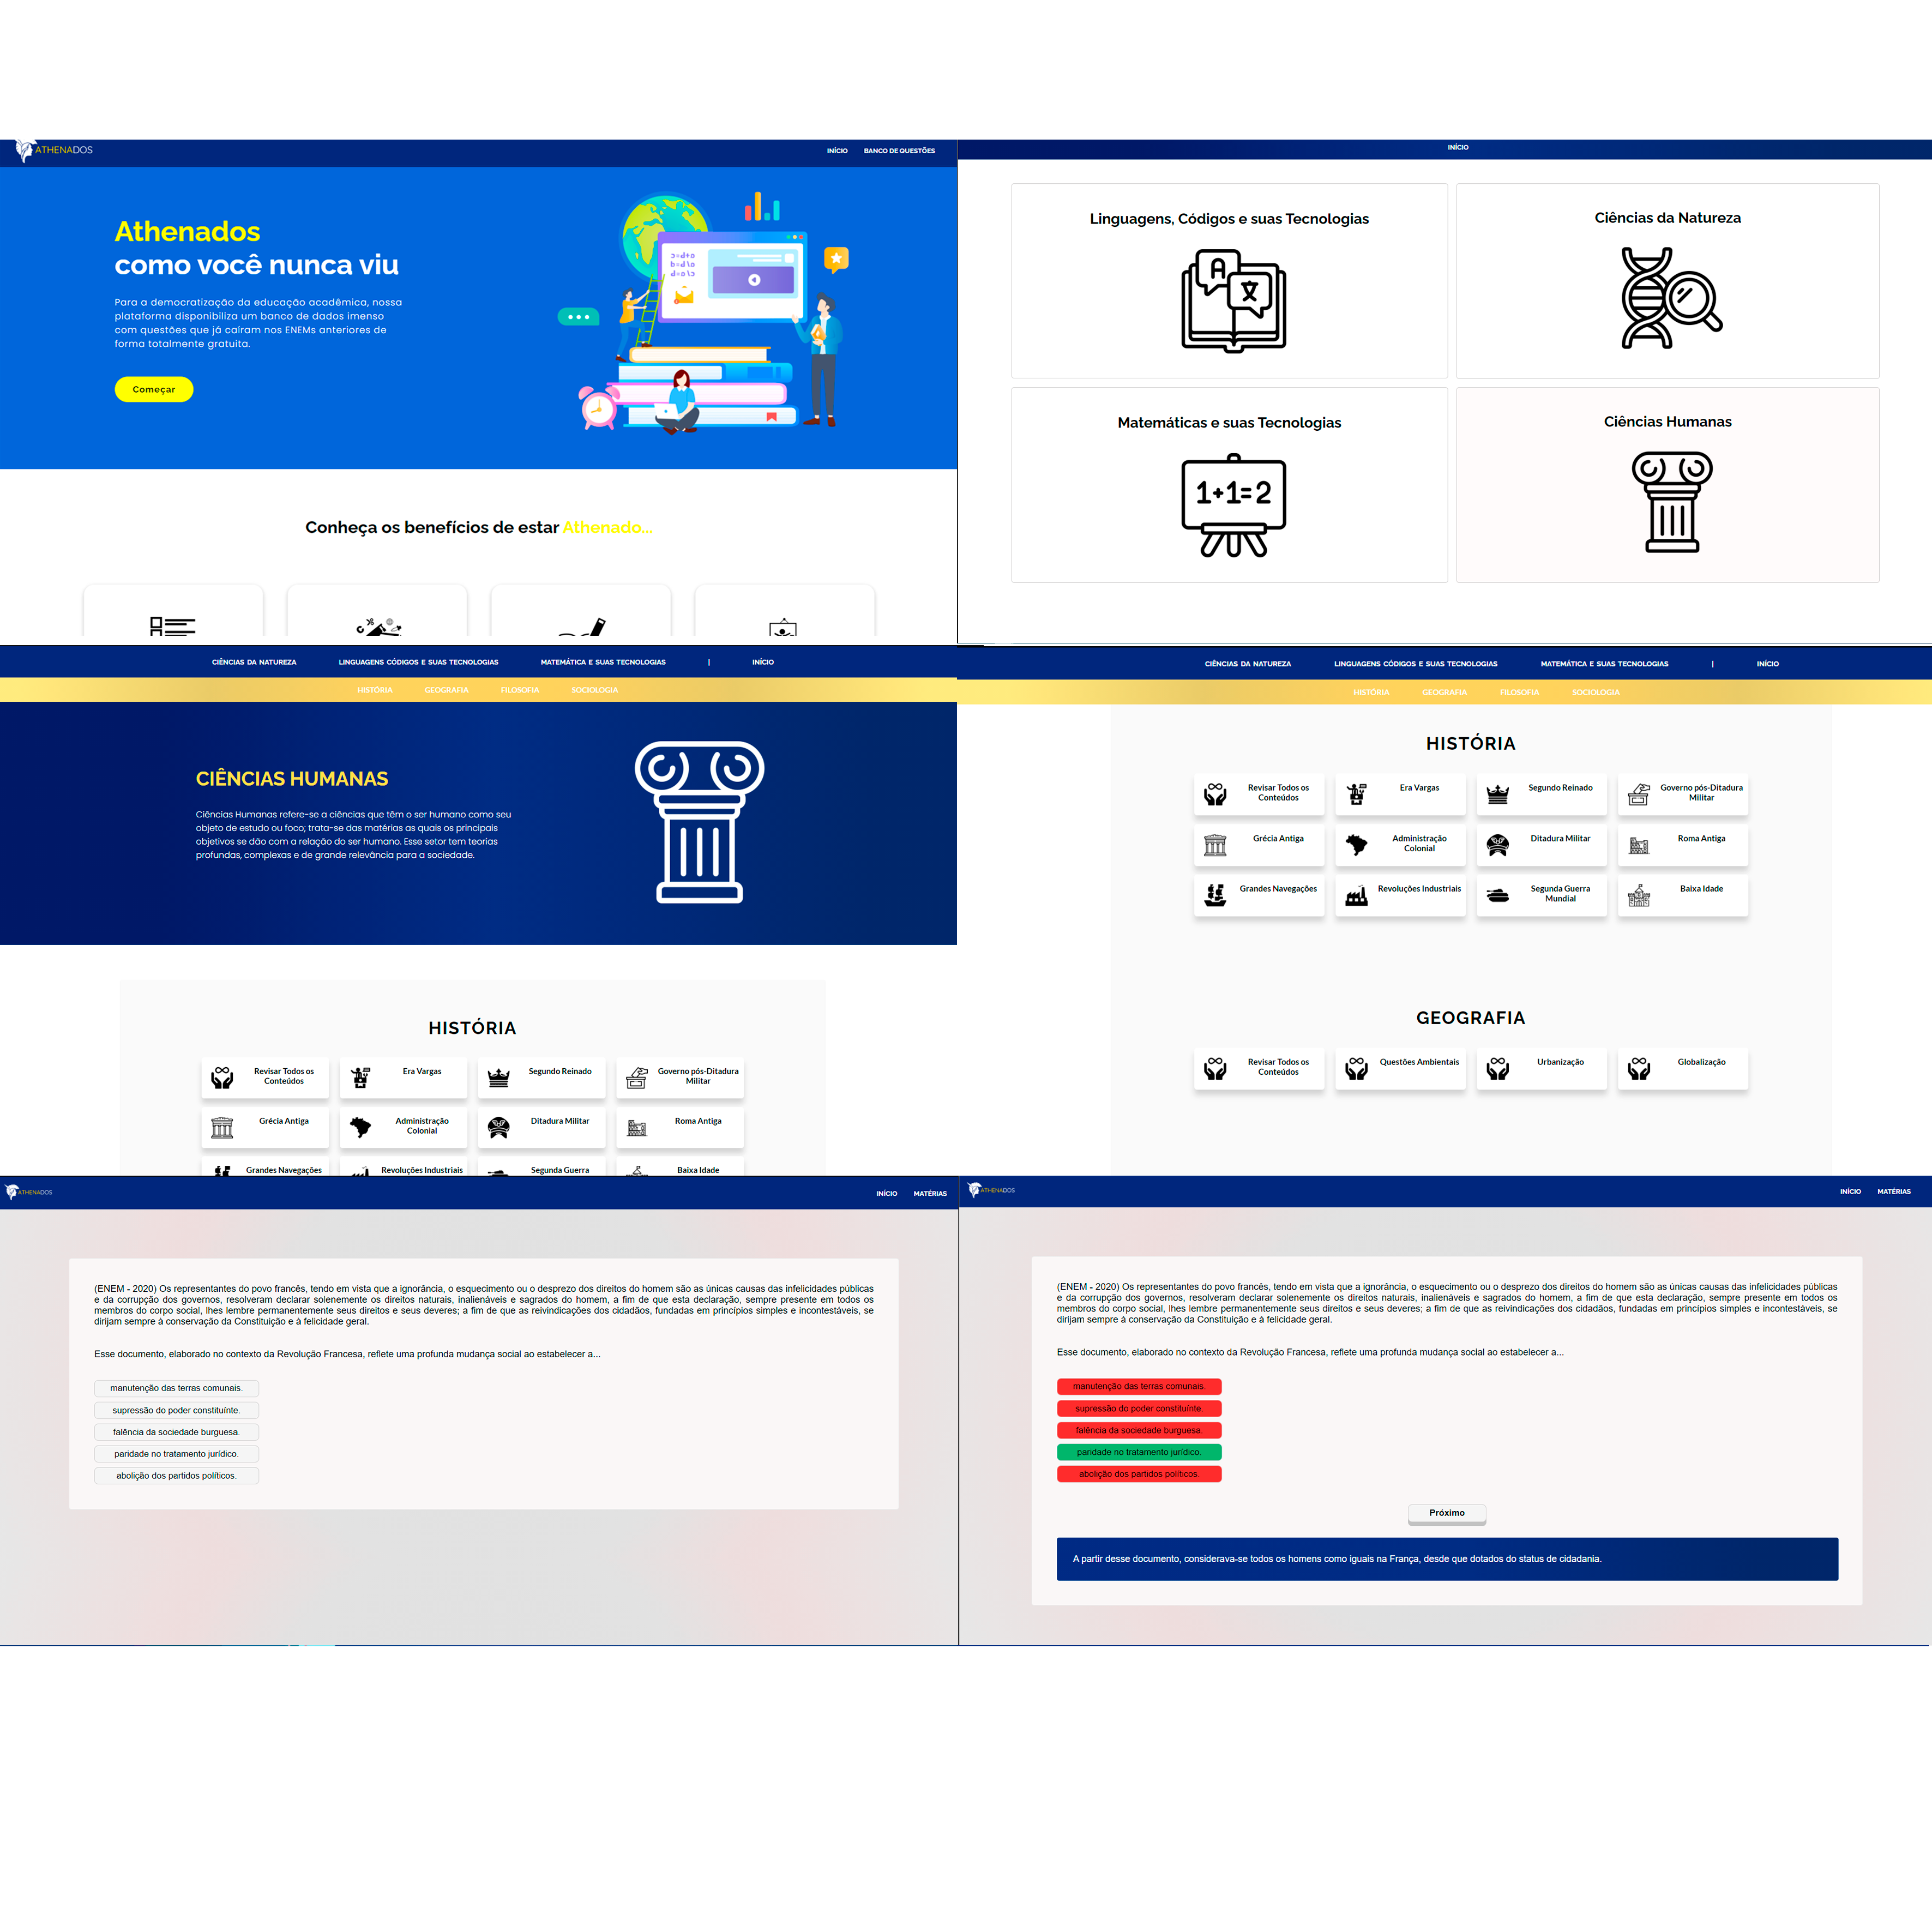 ATHENADOS
INÍCIO
BANCO DE QUESTÕES
Athenados
como você nunca viu
Para a democratização da educação acadêmica, nossa
plataforma disponibiliza um banco de dados imenso
com questões que já caíram nos ENEMs anteriores de
forma totalmente gratuita.
Começar
Conheça os benefícios de estar Athenado...
INÍCIO
Linguagens, Códigos e suas Tecnologias
Ciências da Natureza
Matemáticas e suas Tecnologias
1+1=2
Ciências Humanas
CIÊNCIAS DA NATUREZA
LINGUAGENS CÓDIGOS E SUAS TECNOLOGIAS
MATEMÁTICA E SUAS TECNOLOGIAS
|
INÍCIO
HISTÓRIA
GEOGRAFIA
FILOSOFIA
SOCIOLOGIA
CIÊNCIAS HUMANAS
Ciências Humanas refere-se a ciências que têm o ser humano como seu
objeto de estudo ou foco; trata-se das matérias as quais os principais
objetivos se dão com a relação do ser humano. Esse setor tem teorias
profundas, complexas e de grande relevância para a sociedade.
HISTÓRIA
Revisar Todos os
Conteúdos
Era Vargas
Segundo Reinado
Governo pós-Ditadura
Militar
Grécia Antiga
Administração
Colonial
Ditadura Militar
Roma Antiga
Grandes Navegações
Revoluções Industriais
Segunda Guerra
Baixa Idade
CIÊNCIAS DA NATUREZA
LINGUAGENS CÓDIGOS E SUAS TECNOLOGIAS
MATEMÁTICA E SUAS TECNOLOGIAS
|
INÍCIO
HISTÓRIA
GEOGRAFIA
FILOSOFIA
SOCIOLOGIA
HISTÓRIA
Revisar Todos os
Conteúdos
Era Vargas
Segundo Reinado
Governo pós-Ditadura
Militar
Grécia Antiga
Administração
Colonial
Ditadura Militar
Roma Antiga
Grandes Navegações
Revoluções Industriais
Segunda Guerra
Mundial
Baixa Idade
GEOGRAFIA
Revisar Todos os
Conteúdos
Questões Ambientais
Urbanização
Globalização
ATHENADOS
INÍCIO
MATÉRIAS
(ENEM - 2020) Os representantes do povo francês, tendo em vista que a ignorância, o esquecimento ou o desprezo dos direitos do homem são as únicas causas das infelicidades públicas
e da corrupção dos governos, resolveram declarar solenemente os direitos naturais, inalienáveis e sagrados do homem, a fim de que esta declaração, sempre presente em todos os
membros do corpo social, lhes lembre permanentemente seus direitos e seus deveres; a fim de que as reivindicações dos cidadãos, fundadas em princípios simples e incontestáveis, se
dirijam sempre à conservação da Constituição e à felicidade geral.
Esse documento, elaborado no contexto da Revolução Francesa, reflete uma profunda mudança social ao estabelecer a...
manutenção das terras comunais.
supressão do poder constituínte.
falência da sociedade burguesa.
paridade no tratamento jurídico.
abolição dos partidos políticos.
ATHENADOS
INÍCIO
MATÉRIAS
(ENEM - 2020) Os representantes do povo francês, tendo em vista que a ignorância, o esquecimento ou o desprezo dos direitos do homem são as únicas causas das infelicidades públicas
e da corrupção dos governos, resolveram declarar solenemente os direitos naturais, inalienáveis e sagrados do homem, a fim de que esta declaração, sempre presente em todos os
membros do corpo social, lhes lembre permanentemente seus direitos e seus deveres; a fim de que as reivindicações dos cidadãos, fundadas em princípios simples e incontestáveis, se
dirijam sempre à conservação da Constituição e à felicidade geral.
Esse documento, elaborado no contexto da Revolução Francesa, reflete uma profunda mudança social ao estabelecer a...
manutenção das terras comunais.
supressão do poder constituínte.
falência da sociedade burguesa.
paridade no tratamento jurídico.
abolição dos partidos políticos.
Próximo
A partir desse documento, considerava-se todos os homens como iguais na França, desde que dotados do status de cidadania.